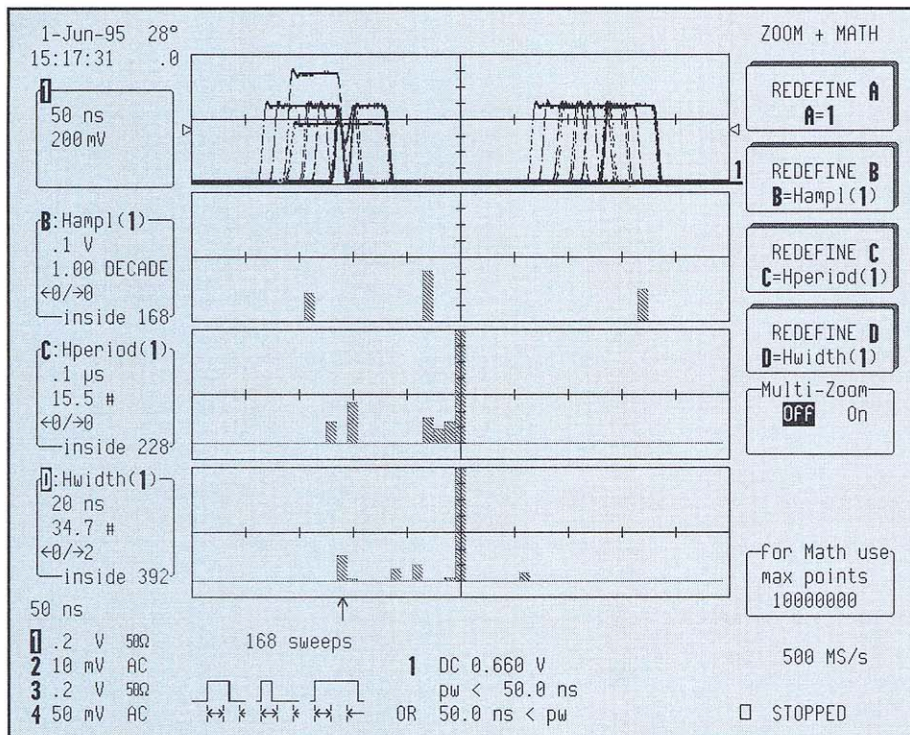 1-Jun-95 28°
15:17:31 .0
1
50 ns
200mV
B:Hampl(1)
.1 V
1.00 DECADE
←0/→0
inside 168
C:Hperiod(1)
.1 µs
15.5 #
←0/→0
inside 228
D:Hwidth(1)
20 ns
34.7 #
←0/→2
inside 392
50 ns
1 .2 V 50Ω
2 10 mV AC
3 .2 V 50Ω
4 50 mV AC
1
168 sweeps
1 DC 0.660 V
pw < 50.0 ns
OR 50.0 ns < pw
ZOOM + MATH
REDEFINE A
A=1
REDEFINE B
B=Hampl(1)
REDEFINE C
C=Hperiod(1)
REDEFINE D
D=Hwidth(1)
Multi-Zoom
Off On
For Math use
max points
10000000
500 MS/s
STOPPED